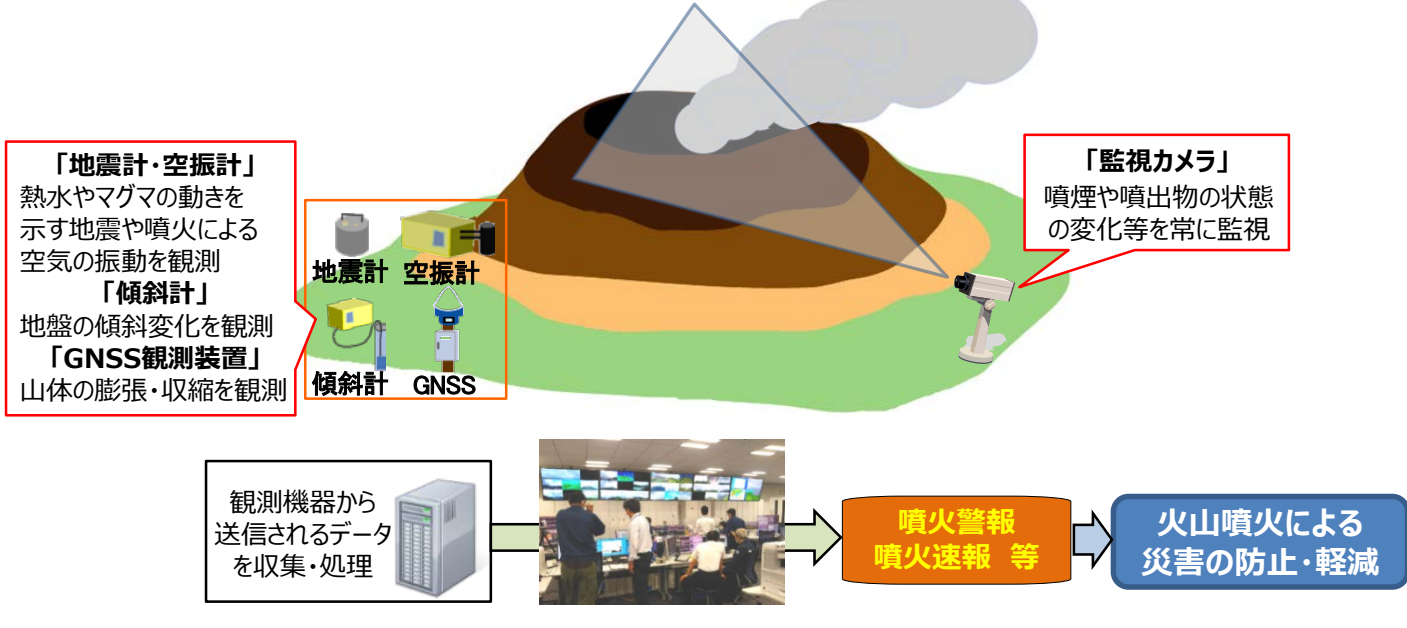 「地震計・空振計」
熱水やマグマの動きを
示す地震や噴火による
空気の振動を観測
「傾斜計」
地盤の傾斜変化を観測
「GNSS観測装置」
山体の膨張・収縮を観測
地震計 空振計
傾斜計 GNSS
「監視カメラ」
噴煙や噴出物の状態
の変化等を常に監視
観測機器から
送信されるデータ
を収集・処理
噴火警報
噴火速報 等
火山噴火による
災害の防止・軽減